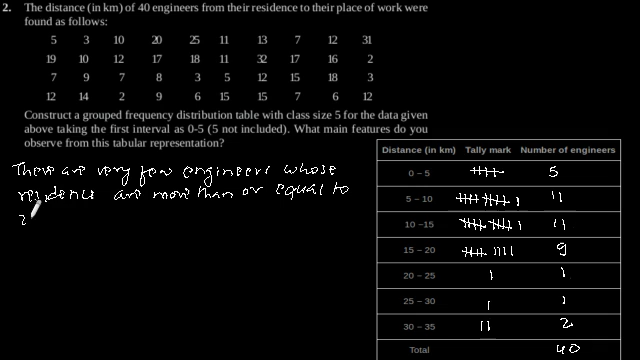 2. The distance (in km) of 40 engineers from their residence to their place of work were
found as follows:
5 3 10 20 25 11 13 7 12 31
19 10 12 17 18 11 32 17 16 2
7 9 7 8 3 5 12 15 18 3
12 14 2 9 6 15 15 7 6 12
Construct a grouped frequency distribution table with class size 5 for the data given
above taking the first interval as 0-5 (5 not included). What main features do you
observe from this tabular representation?
There are very few engineers whose
residence are more than or equal to
2
Distance (in km) Tally mark Number of engineers
0 – 5 𝍸 5
5 – 10 𝍸 𝍸 | 11
10 –15 𝍸 𝍸 | 11
15 – 20 𝍸 |||| 9
20 – 25 | 1
25 – 30 | 1
30 – 35 || 2
Total 40